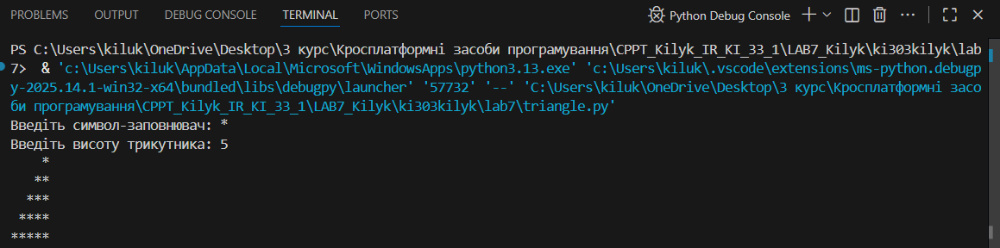 PROBLEMS OUTPUT DEBUG CONSOLE TERMINAL PORTS Python Debug Console
PS C:\Users\kiluk\OneDrive\Desktop\3 курс\Кросплатформні засоби програмування\CPPT_Kilyk_IR_KI_33_1\LAB7_Kilyk\ki303kilyk\lab
7> & 'c:\Users\kiluk\AppData\Local\Microsoft\WindowsApps\python3.13.exe' 'c:\Users\kiluk\.vscode\extensions\ms-python.debug
py-2025.14.1-win32-x64\bundled\libs\debugpy\launcher' '57732' '--' 'C:\Users\kiluk\OneDrive\Desktop\3 курс\Кросплатформні засо
би програмування\CPPT_Kilyk_IR_KI_33_1\LAB7_Kilyk\ki303kilyk\lab7\triangle.py'
Введіть символ-заповнювач: *
Введіть висоту трикутника: 5
    *
   **
  ***
 ****
*****